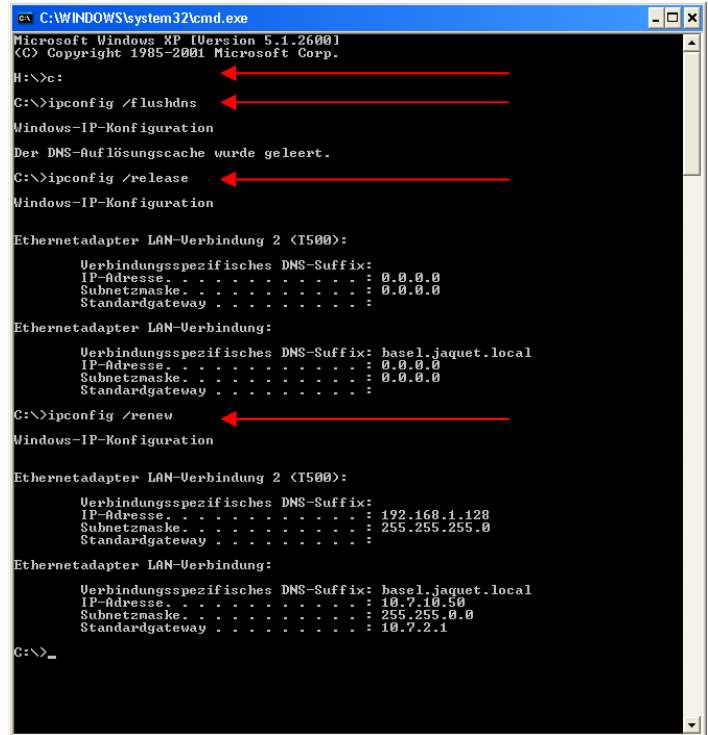 C:\WINDOWS\system32\cmd.exe
Microsoft Windows XP [Version 5.1.2600]
(C) Copyright 1985-2001 Microsoft Corp.
H:\>c:
C:\>ipconfig /flushdns
Windows-IP-Konfiguration
Der DNS-Auflösungscache wurde geleert.
C:\>ipconfig /release
Windows-IP-Konfiguration
Ethernetadapter LAN-Verbindung 2 (T500):
Verbindungsspezifisches DNS-Suffix:
IP-Adresse. . . . . . . . . . . . : 0.0.0.0
Subnetzmaske. . . . . . . . . . . : 0.0.0.0
Standardgateway . . . . . . . . . :
Ethernetadapter LAN-Verbindung:
Verbindungsspezifisches DNS-Suffix: basel.jaquet.local
IP-Adresse. . . . . . . . . . . . : 0.0.0.0
Subnetzmaske. . . . . . . . . . . : 0.0.0.0
Standardgateway . . . . . . . . . :
C:\>ipconfig /renew
Windows-IP-Konfiguration
Ethernetadapter LAN-Verbindung 2 (T500):
Verbindungsspezifisches DNS-Suffix:
IP-Adresse. . . . . . . . . . . . : 192.168.1.128
Subnetzmaske. . . . . . . . . . . : 255.255.255.0
Standardgateway . . . . . . . . . :
Ethernetadapter LAN-Verbindung:
Verbindungsspezifisches DNS-Suffix: basel.jaquet.local
IP-Adresse. . . . . . . . . . . . : 10.7.10.50
Subnetzmaske. . . . . . . . . . . : 255.255.0.0
Standardgateway . . . . . . . . . : 10.7.2.1
C:\>_